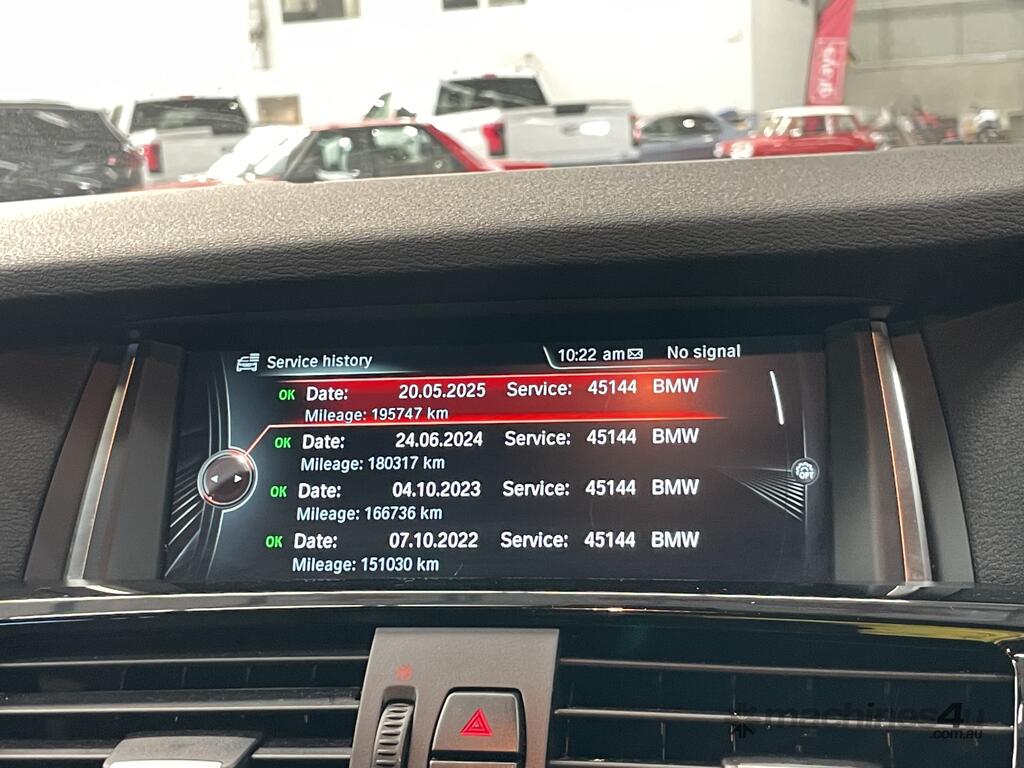 Service history
10:22 am No signal
OK Date: 20.05.2025 Service: 45144 BMW
Mileage: 195747 km
OK Date: 24.06.2024 Service: 45144 BMW
Mileage: 180317 km
OK Date: 04.10.2023 Service: 45144 BMW
Mileage: 166736 km
OK Date: 07.10.2022 Service: 45144 BMW
Mileage: 151030 km
OPT
machines4u
.com.au